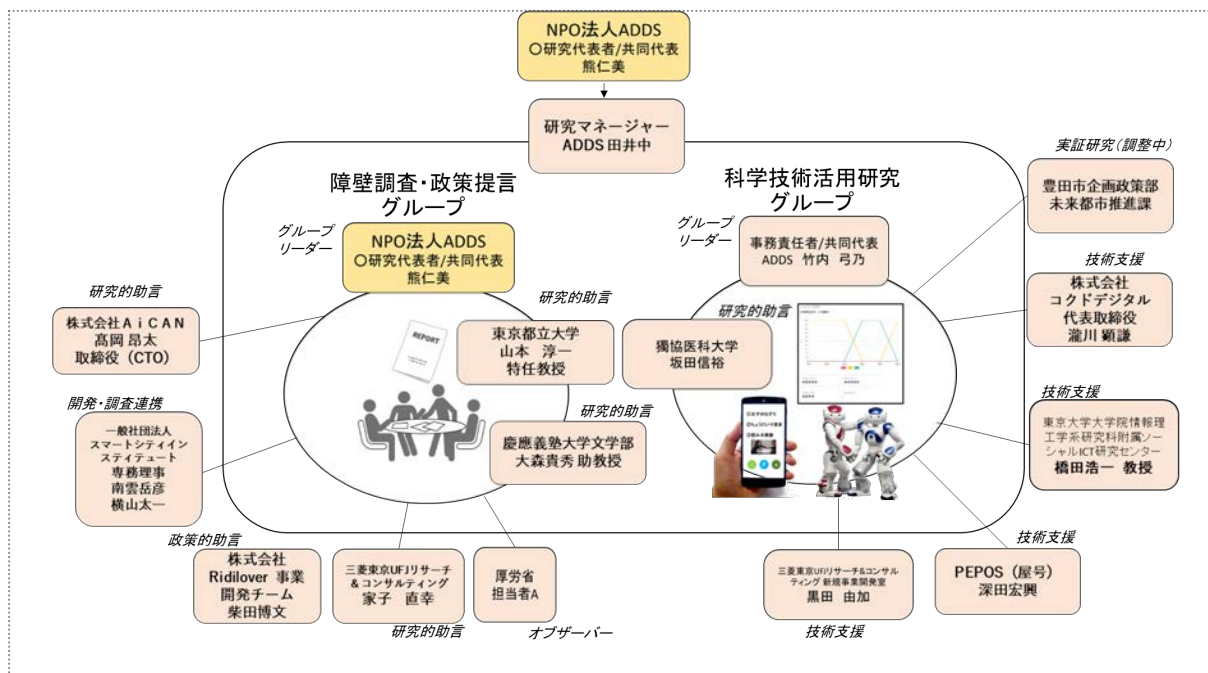 NPO法人ADDS
〇研究代表者/共同代表
熊仁美
研究マネージャー
ADDS 田井中
障壁調査・政策提言
グループ
グループ
リーダー
NPO法人ADDS
〇研究代表者/共同代表
熊仁美
研究的助言
株式会社AiCAN
髙岡 昂太
取締役（CTO）
研究的助言
東京都立大学
山本 淳一
特任教授
REPORT
開発・調査連携
一般社団法人
スマートシティイン
スティテュート
専務理事
南雲岳彦
横山太一
研究的助言
慶應義塾大学文学部
大森貴秀 助教授
政策的助言
株式会社
Ridilover 事業
開発チーム
柴田博文
三菱東京UFJリサーチ
＆コンサルティング
家子 直幸
研究的助言
厚労省
担当者A
オブザーバー
科学技術活用研究
グループ
グループ
リーダー
事務責任者/共同代表
ADDS 竹内 弓乃
研究的助言
獨協医科大学
坂田信裕
実証研究（調整中）
豊田市企画政策部
未来都市推進課
技術支援
株式会社
コクドデジタル
代表取締役
瀧川 顕謙
技術支援
東京大学大学院情報理
工学系研究科附属ソー
シャルICT研究センター
橋田浩一 教授
技術支援
PEPOS（屋号）
深田宏興
三菱東京UFJリサーチ&コンサル
ティング 新規事業開発室
黒田 由加
技術支援